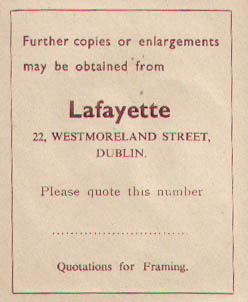 Further copies or enlargements
may be obtained from
Lafayette
22, WESTMORELAND STREET,
DUBLIN.
Please quote this number
..............................
Quotations for Framing.